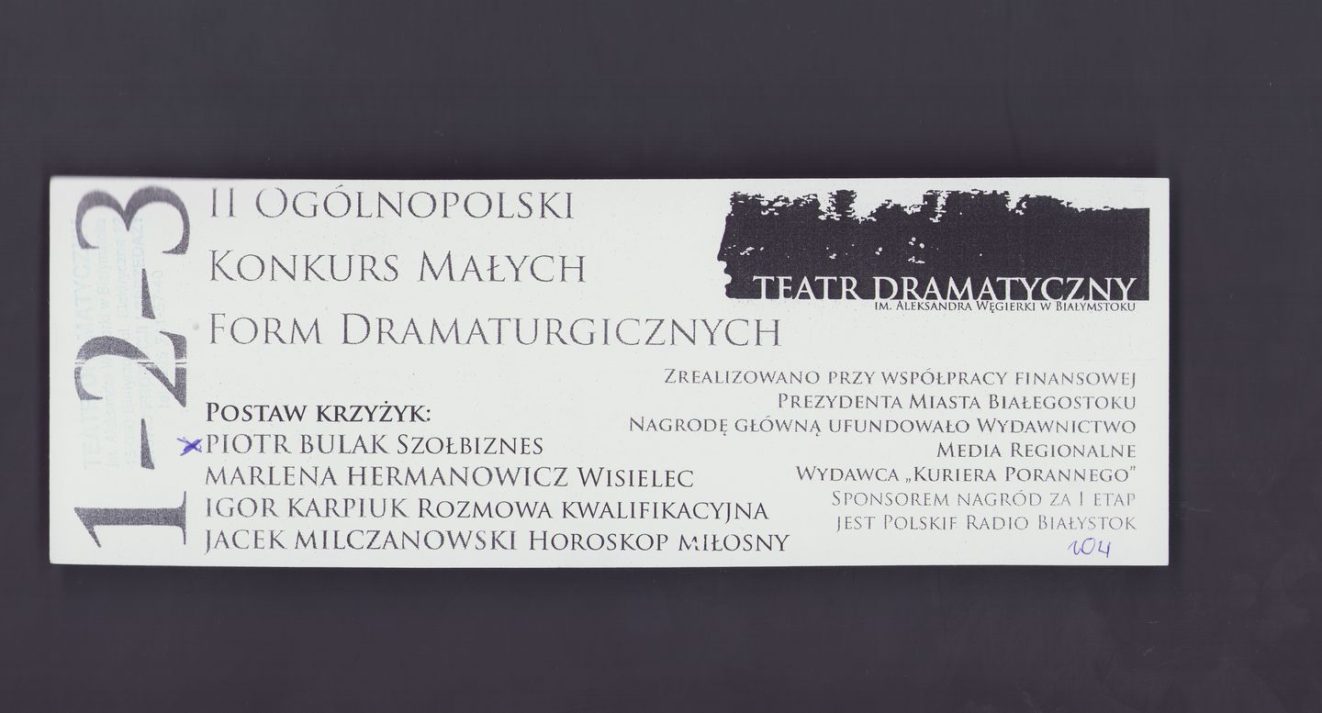 1-2-3
II Ogólnopolski
Konkurs Małych
Form Dramaturgicznych
TEATR DRAMATYCZNY
IM. ALEKSANDRA WĘGIERKI W BIAŁYMSTOKU
Postaw krzyżyk:
PIOTR BULAK Szołbiznes
MARLENA HERMANOWICZ Wisielec
IGOR KARPIUK Rozmowa kwalifikacyjna
JACEK MILCZANOWSKI Horoskop miłosny
Zrealizowano przy współpracy finansowej
Prezydenta Miasta Białegostoku
Nagrodę główną ufundowało Wydawnictwo
Media Regionalne
Wydawca „Kuriera Porannego”
Sponsorem nagród za I etap
jest Polskie Radio Białystok
104